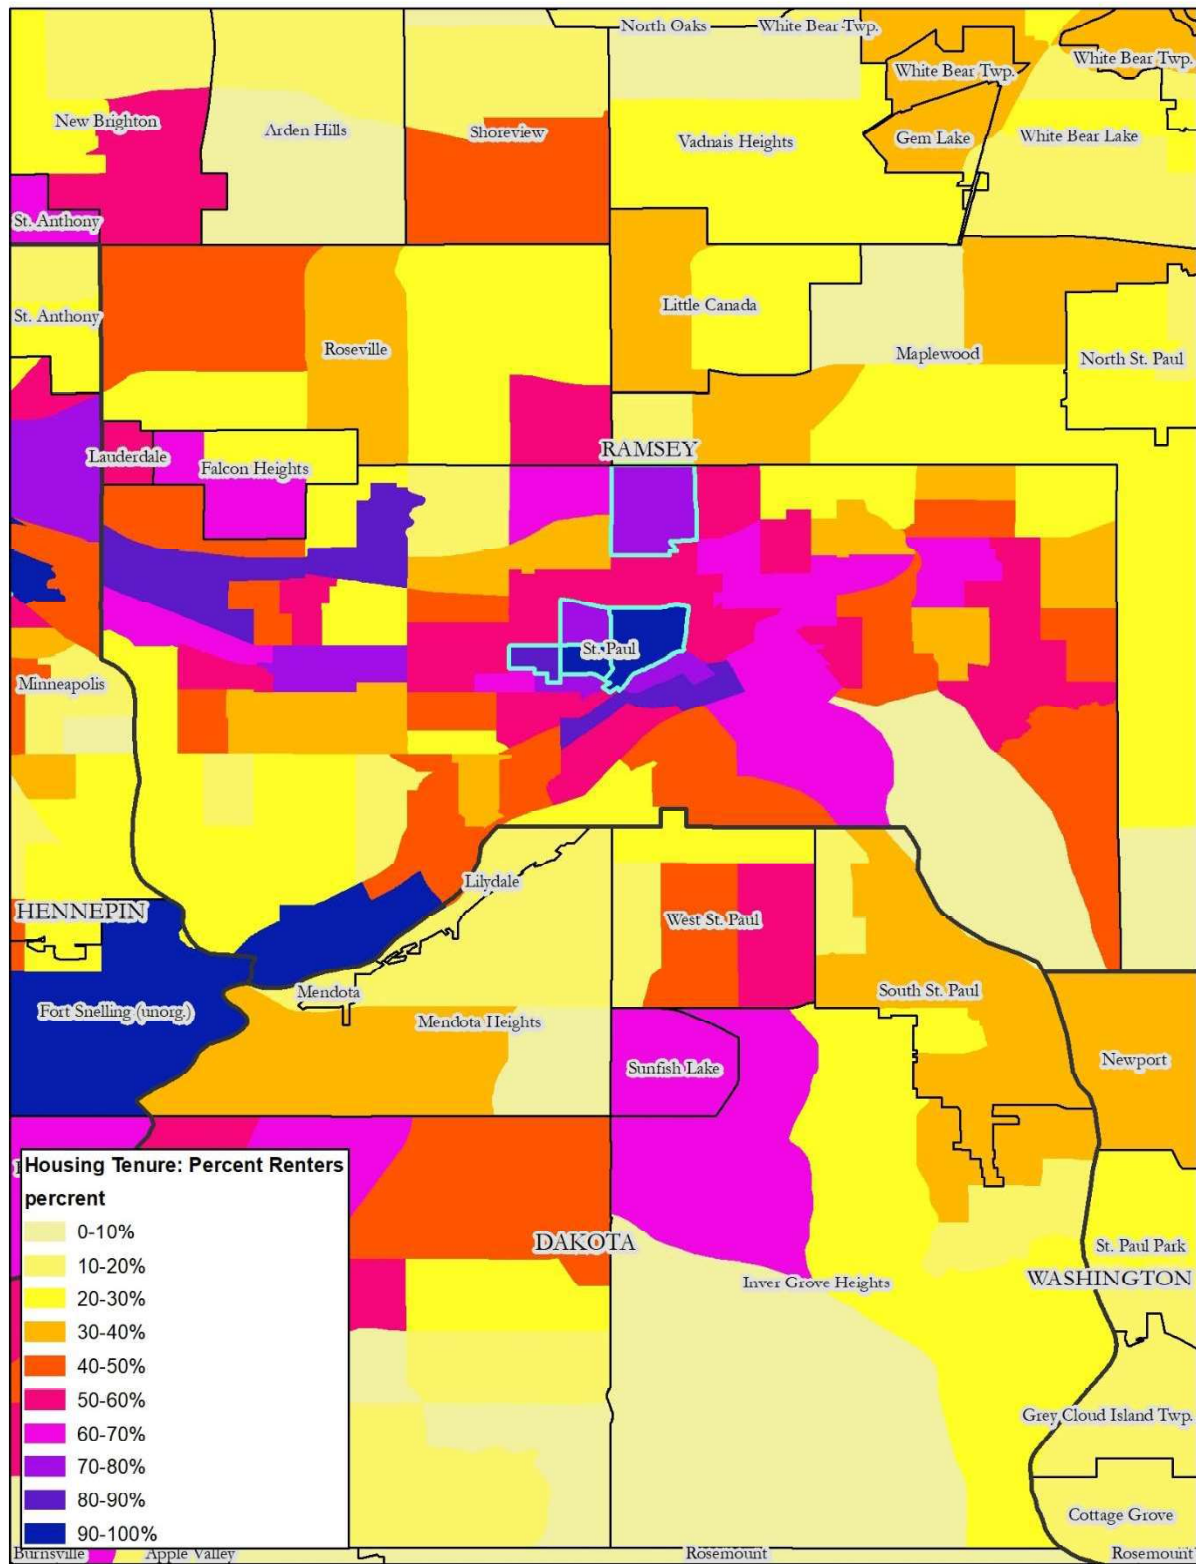 North Oaks
White Bear Twp.
White Bear Twp.
White Bear Twp.
New Brighton
Arden Hills
Shoreview
Vadnais Heights
Gem Lake
White Bear Lake
St. Anthony
St. Anthony
Roseville
Little Canada
Maplewood
North St. Paul
RAMSEY
Lauderdale
Falcon Heights
St. Paul
Minneapolis
Lilydale
HENNEPIN
West St. Paul
Fort Snelling (unorg.)
Mendota
Mendota Heights
South St. Paul
Sunfish Lake
Newport
Housing Tenure: Percent Renters
percrent
0-10%
10-20%
20-30%
30-40%
40-50%
50-60%
60-70%
70-80%
80-90%
90-100%
DAKOTA
Inver Grove Heights
St. Paul Park
WASHINGTON
Grey Cloud Island Twp.
Cottage Grove
Burnsville
Apple Valley
Rosemount
Rosemount